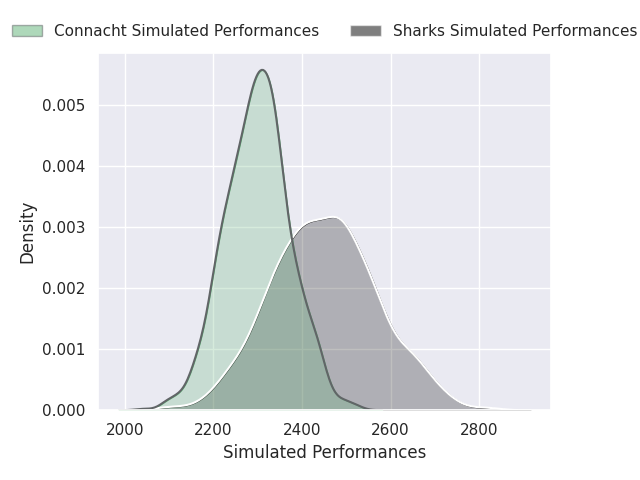 Connacht Simulated Performances
Sharks Simulated Performances
0.005
0.004
0.003
0.002
0.001
0.000
Density
2000
2200
2400
2600
2800
Simulated Performances